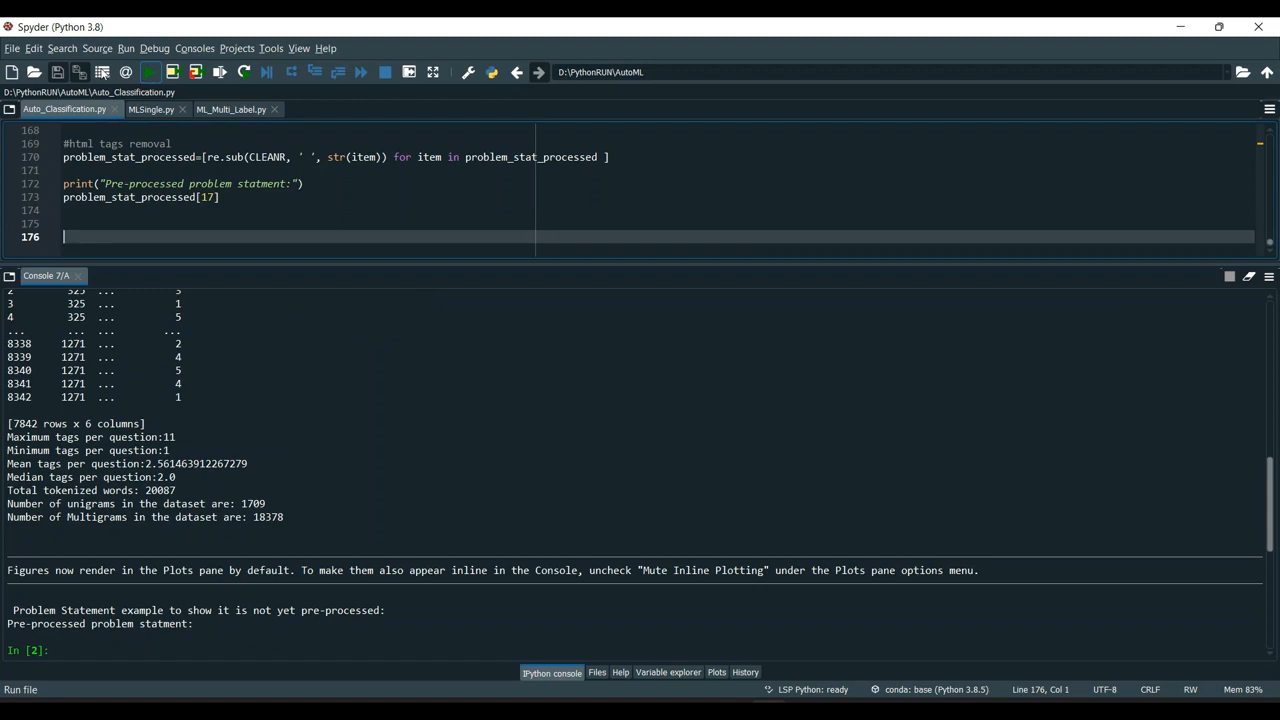 Spyder (Python 3.8)
File Edit Search Source Run Debug Consoles Projects Tools View Help
D:\PythonRUN\AutoML
D:\PythonRUN\AutoML\Auto_Classification.py
Auto_Classification.py MLSingle.py ML_Multi_Label.py
168
169 #html tags removal
170 problem_stat_processed=[re.sub(CLEANR, ' ', str(item)) for item in problem_stat_processed ]
171
172 print("Pre-processed problem statment:")
173 problem_stat_processed[17]
174
175
176
Console 7/A
2 325 ... 3
3 325 ... 1
4 325 ... 5
... ... ... ...
8338 1271 ... 2
8339 1271 ... 4
8340 1271 ... 5
8341 1271 ... 4
8342 1271 ... 1
[7842 rows x 6 columns]
Maximum tags per question:11
Minimum tags per question:1
Mean tags per question:2.561463912267279
Median tags per question:2.0
Total tokenized words: 20087
Number of unigrams in the dataset are: 1709
Number of Multigrams in the dataset are: 18378
Figures now render in the Plots pane by default. To make them also appear inline in the Console, uncheck "Mute Inline Plotting" under the Plots pane options menu.
Problem Statement example to show it is not yet pre-processed:
Pre-processed problem statment:
In [2]:
IPython console Files Help Variable explorer Plots History
Run file LSP Python: ready conda: base (Python 3.8.5) Line 176, Col 1 UTF-8 CRLF RW Mem 83%